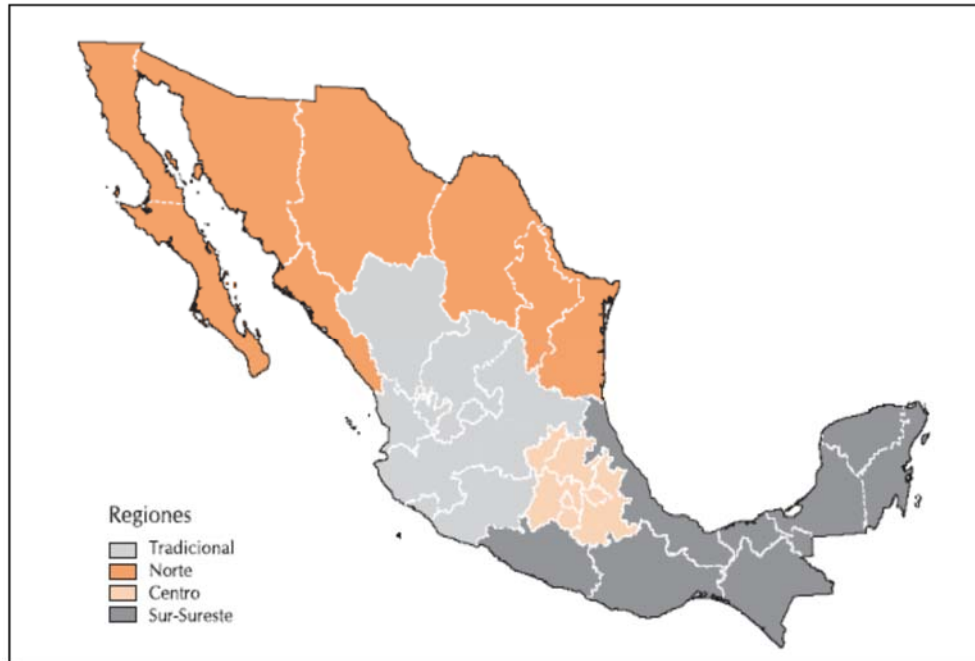 Regiones
Tradicional
Norte
Centro
Sur-Sureste